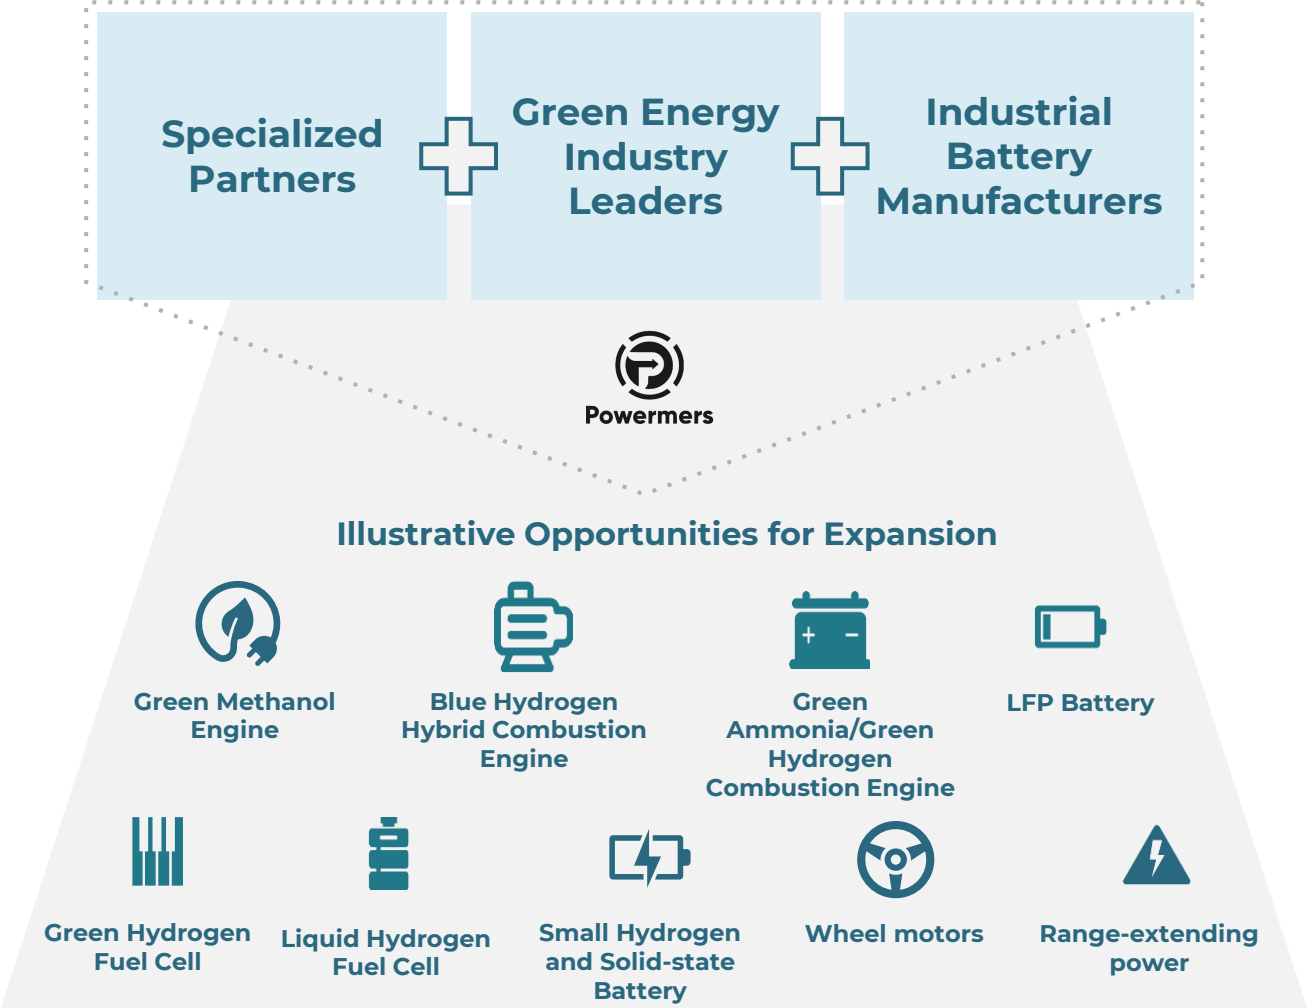 Specialized
Partners
Green Energy
Industry
Leaders
Industrial
Battery
Manufacturers
Powermers
Illustrative Opportunities for Expansion
Green Methanol
Engine
Blue Hydrogen
Hybrid Combustion
Engine
Green
Ammonia/Green
Hydrogen
Combustion Engine
LFP Battery
Green Hydrogen
Fuel Cell
Liquid Hydrogen
Fuel Cell
Small Hydrogen
and Solid-state
Battery
Wheel motors
Range-extending
power